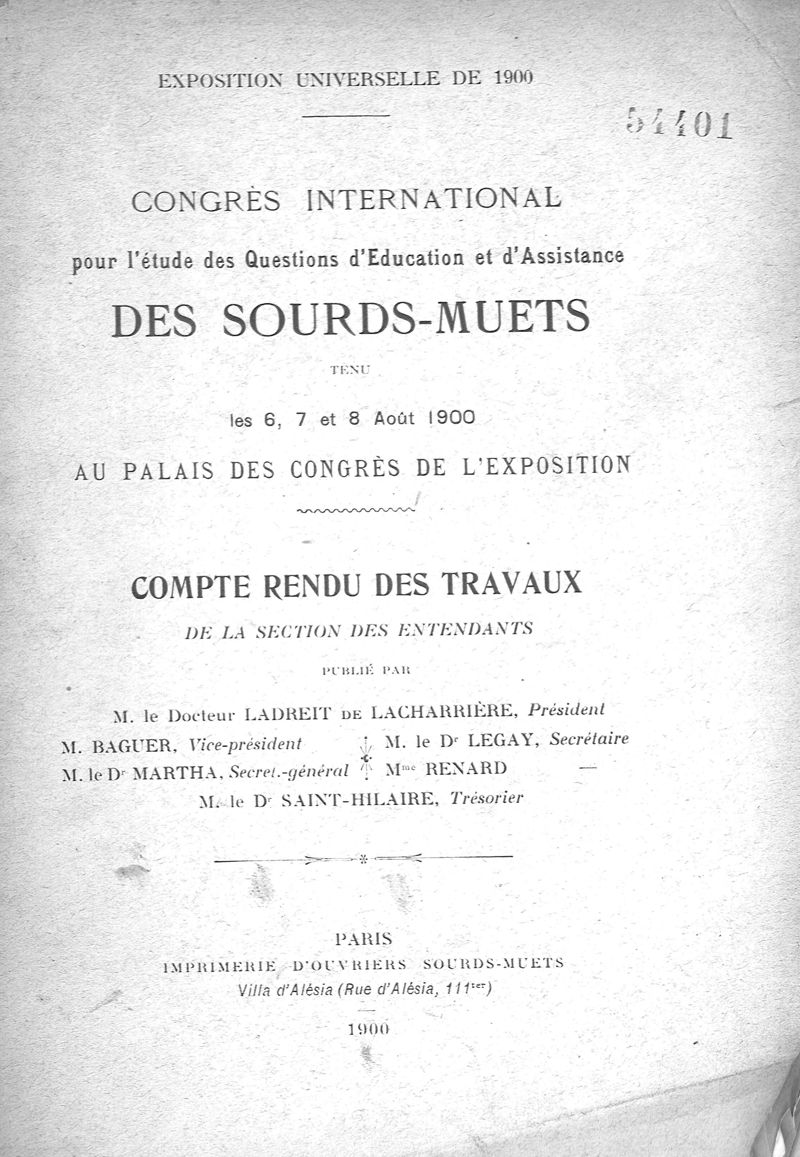 EXPOSITION UNIVERSELLE DE 1900
54401
CONGRÈS INTERNATIONAL
pour l'étude des Questions d'Education et d'Assistance
DES SOURDS-MUETS
TENU
les 6, 7 et 8 Août 1900
AU PALAIS DES CONGRÈS DE L'EXPOSITION
COMPTE RENDU DES TRAVAUX
DE LA SECTION DES ENTENDANTS
PUBLIÉ PAR
M. le Docteur LADREIT DE LACHARRIÈRE, Président
M. BAGUER, Vice-président M. le Dr LEGAY, Secrétaire
M. le Dr MARTHA, Secret.-général Mme RENARD —
M. le Dr SAINT-HILAIRE, Trésorier
PARIS
IMPRIMERIE D'OUVRIERS SOURDS-MUETS
Villa d'Alésia (Rue d'Alésia, 111ter)
1900